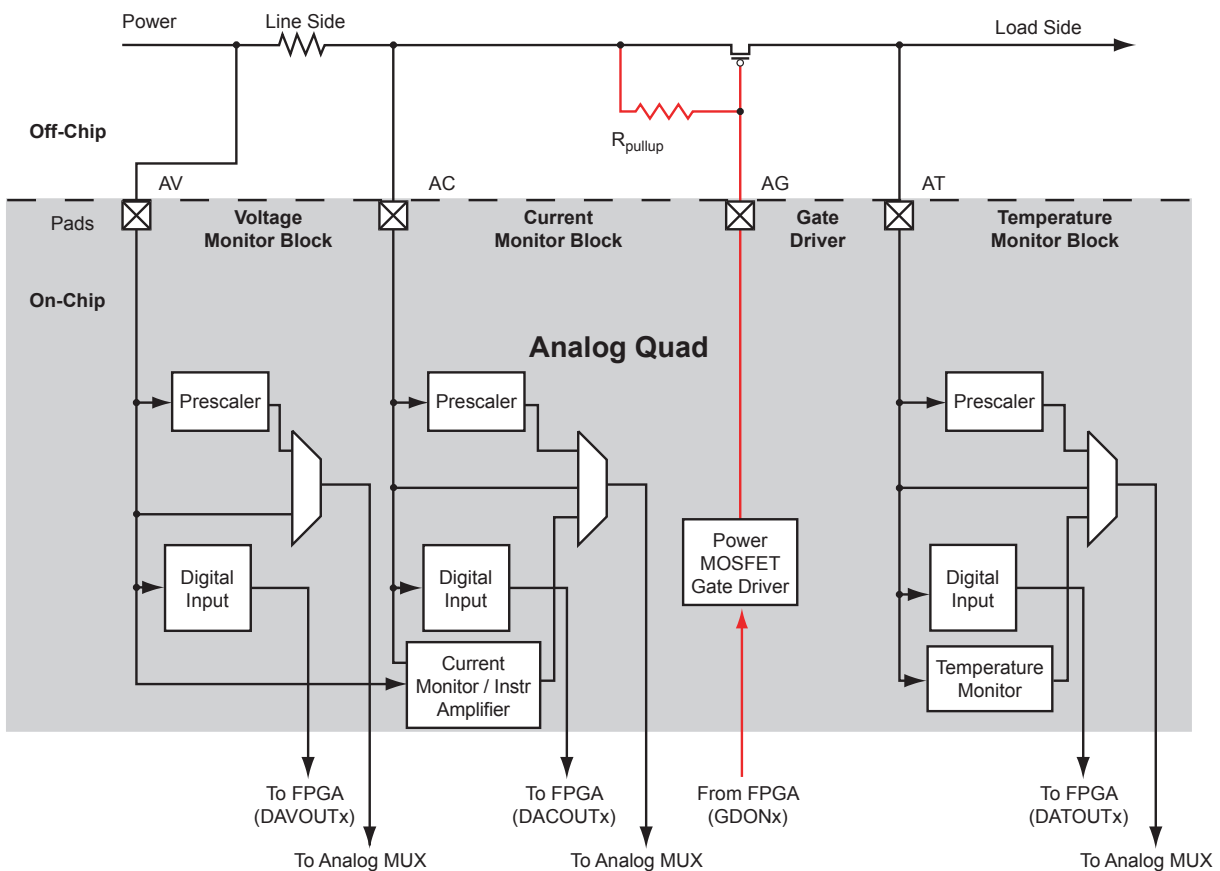 Power
Line Side
Load Side
Off-Chip
Rpullup
AV
AC
AG
AT
Pads
Voltage
Monitor Block
Current
Monitor Block
Gate
Driver
Temperature
Monitor Block
On-Chip
Analog Quad
Prescaler
Prescaler
Prescaler
Power
MOSFET
Gate Driver
Digital
Input
Digital
Input
Digital
Input
Current
Monitor / Instr
Amplifier
Temperature
Monitor
To FPGA
(DAVOUTx)
To FPGA
(DACOUTx)
From FPGA
(GDONx)
To FPGA
(DATOUTx)
To Analog MUX
To Analog MUX
To Analog MUX